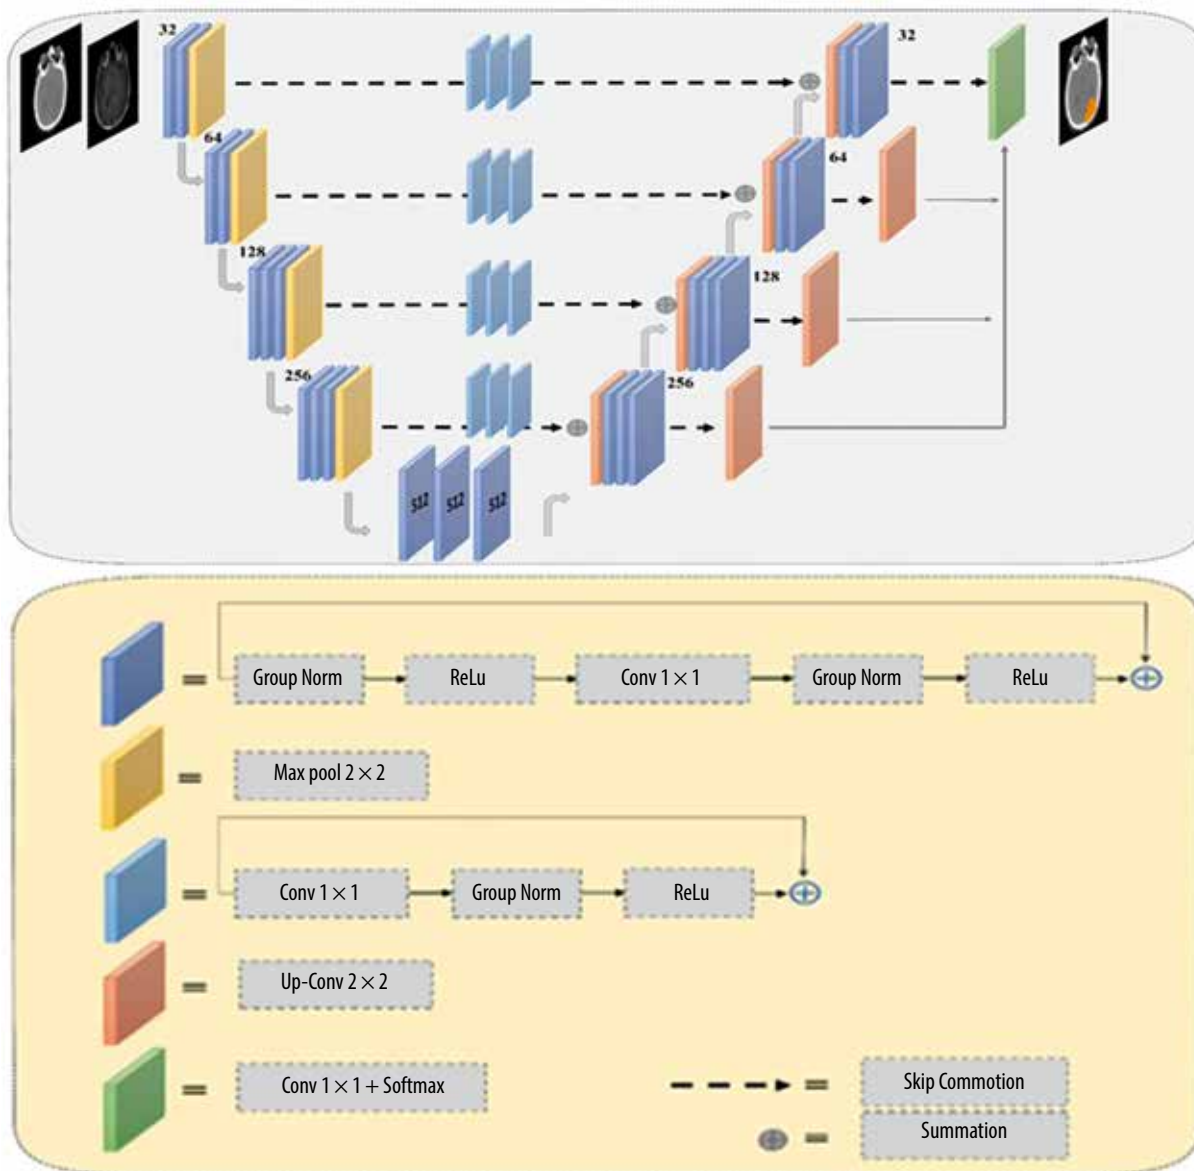 32
32
64
64
128
128
256
256
512 512 512
Group Norm ReLu Conv 1 × 1 Group Norm ReLu
=
Max pool 2 × 2
=
Conv 1 × 1 Group Norm ReLu
=
Up-Conv 2 × 2
=
Conv 1 × 1 + Softmax
=
Skip Commotion
=
Summation
=